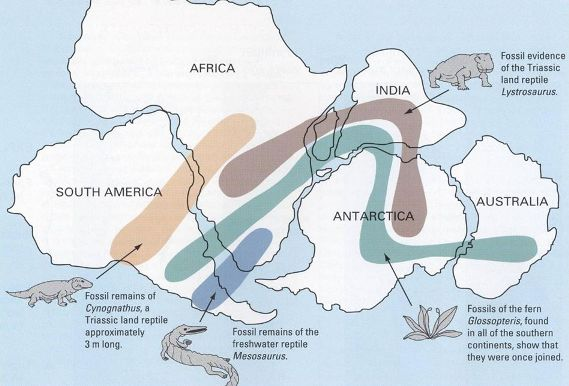 AFRICA
INDIA
SOUTH AMERICA
ANTARCTICA
AUSTRALIA
Fossil evidence
of the Triassic
land reptile
Lystrosaurus.
Fossil remains of
Cynognathus, a
Triassic land reptile
approximately
3 m long.
Fossil remains of the
freshwater reptile
Mesosaurus.
Fossils of the fern
Glossopteris, found
in all of the southern
continents, show that
they were once joined.